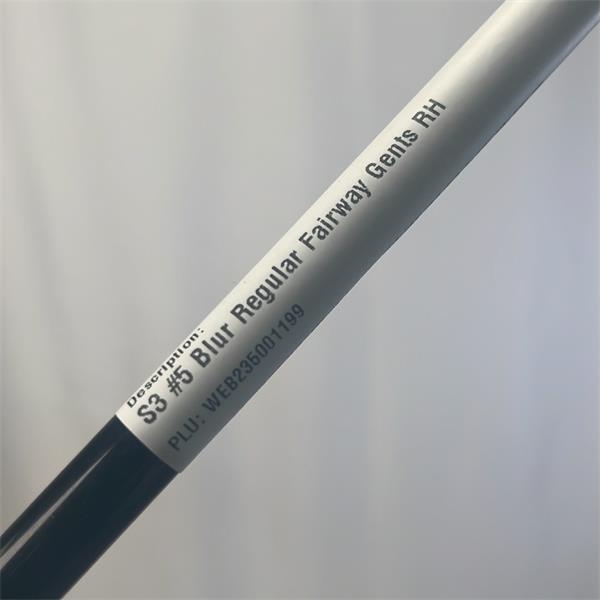 Description:
S3 #5 Blur Regular Fairway Gents RH
PLU: WEB235001199